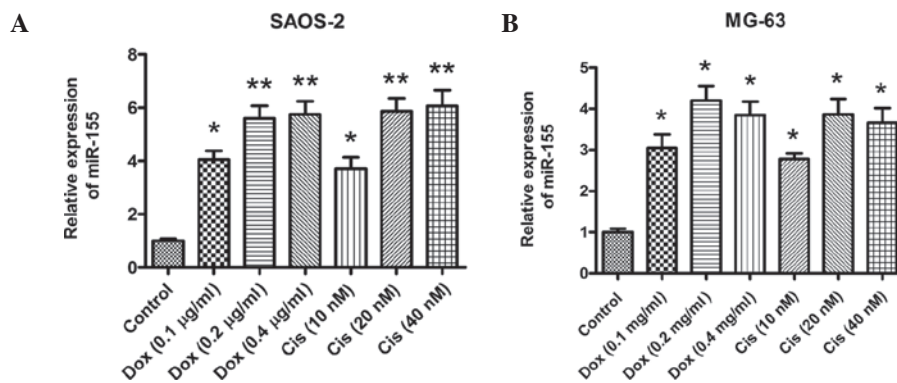 A
SAOS-2
Relative expression
of miR-155
8
6
4
2
0
*
**
**
*
**
**
Control
Dox (0.1 µg/ml)
Dox (0.2 µg/ml)
Dox (0.4 µg/ml)
Cis (10 nM)
Cis (20 nM)
Cis (40 nM)
B
MG-63
Relative expression
of miR-155
5
4
3
2
1
0
*
*
*
*
*
*
Control
Dox (0.1 mg/ml)
Dox (0.2 mg/ml)
Dox (0.4 mg/ml)
Cis (10 nM)
Cis (20 nM)
Cis (40 nM)